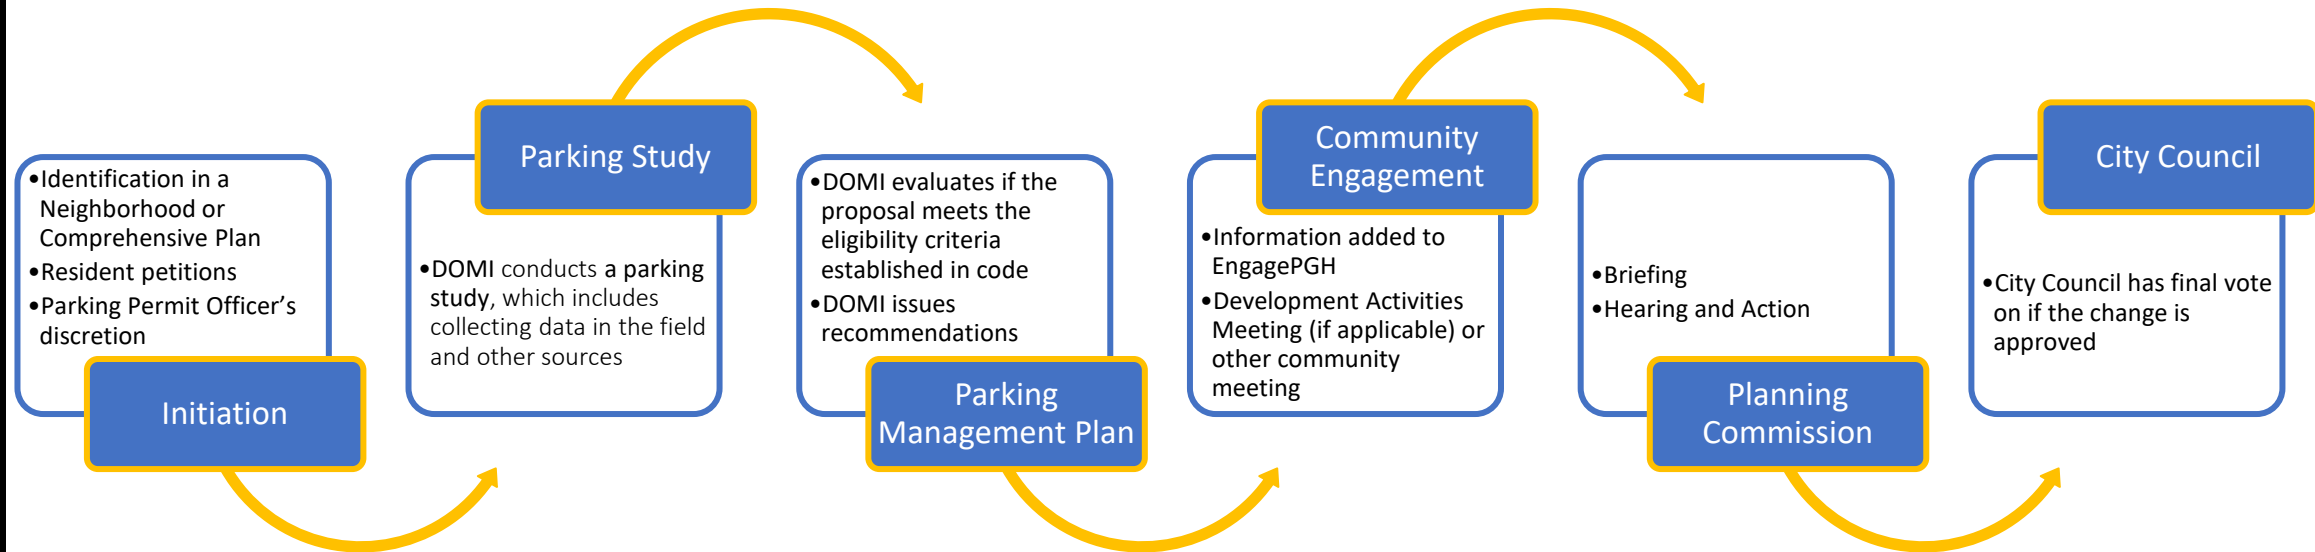 •Identification in a
Neighborhood or
Comprehensive Plan
•Resident petitions
•Parking Permit Officer’s
discretion
Initiation
Parking Study
•DOMI conducts a parking
study, which includes
collecting data in the field
and other sources
•DOMI evaluates if the
proposal meets the
eligibility criteria
established in code
•DOMI issues
recommendations
Parking
Management Plan
Community
Engagement
•Information added to
EngagePGH
•Development Activities
Meeting (if applicable) or
other community
meeting
•Briefing
•Hearing and Action
Planning
Commission
City Council
•City Council has final vote
on if the change is
approved